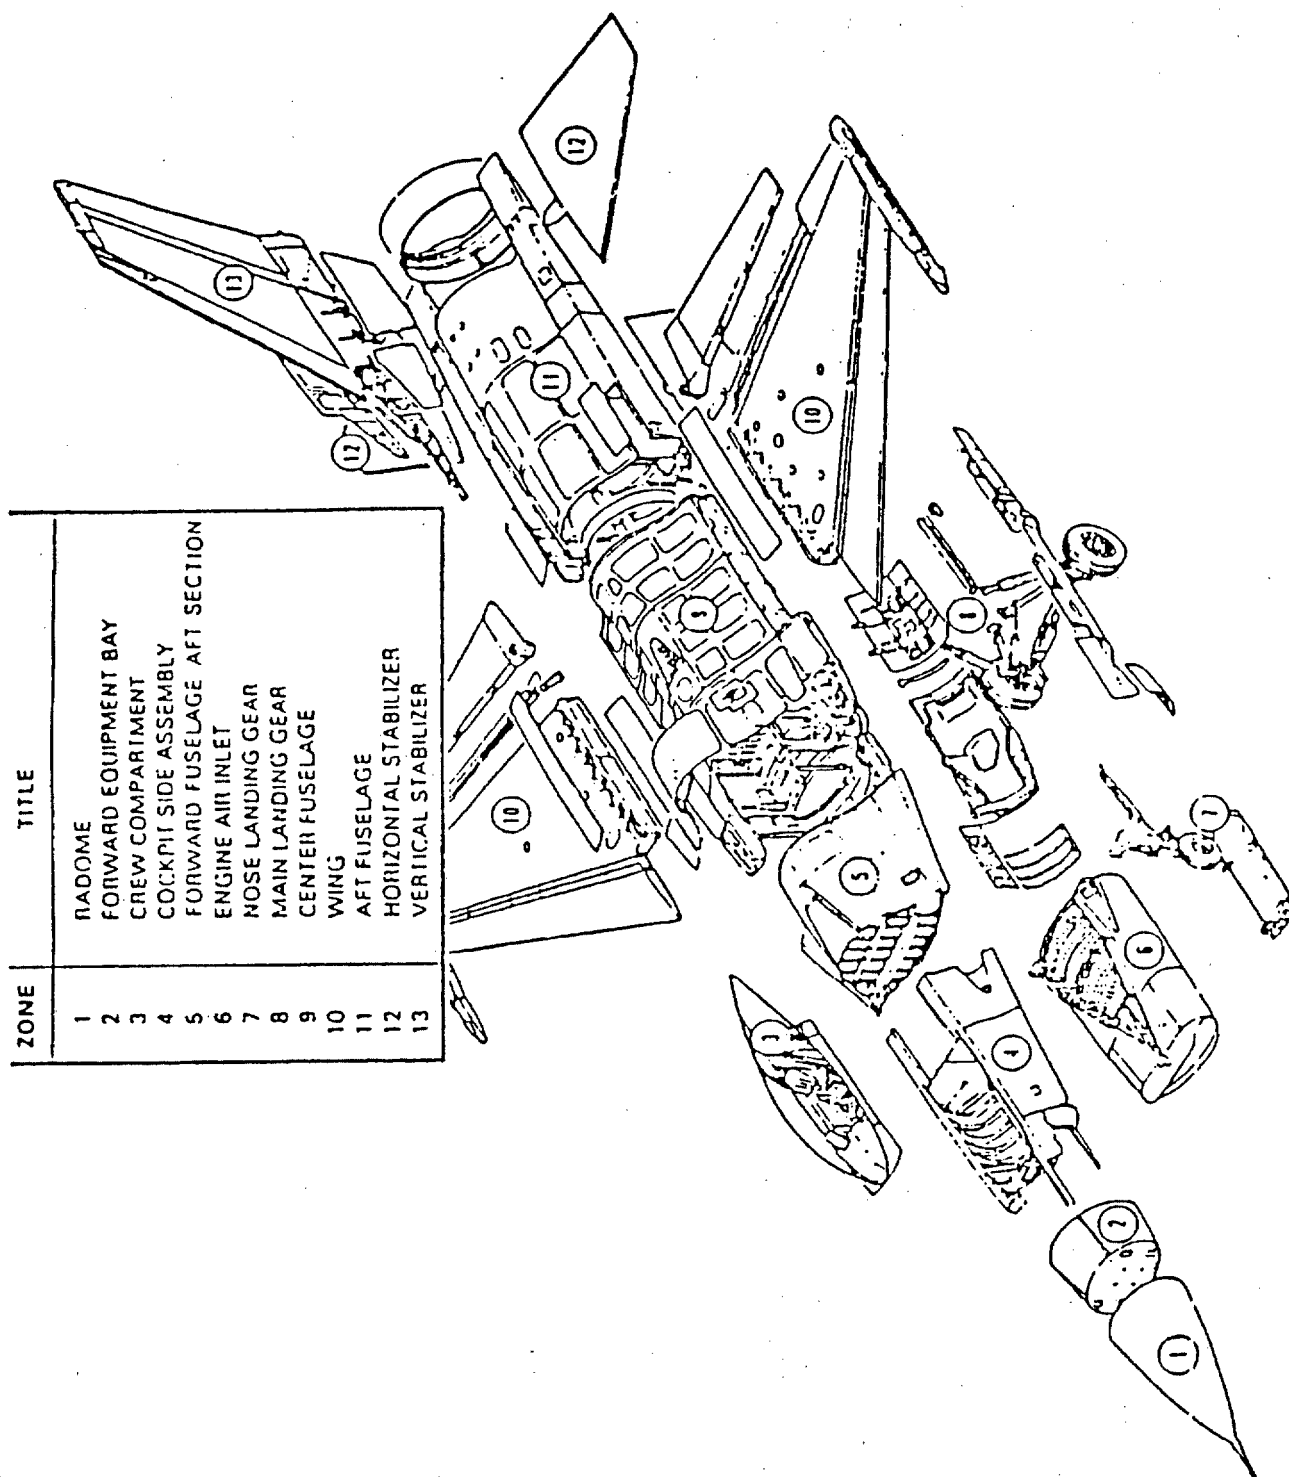 ZONE TITLE
1 RADOME
2 FORWARD EQUIPMENT BAY
3 CREW COMPARTMENT
4 COCKPIT SIDE ASSEMBLY
5 FORWARD FUSELAGE AFT SECTION
6 ENGINE AIR INLET
7 NOSE LANDING GEAR
8 MAIN LANDING GEAR
9 CENTER FUSELAGE
10 WING
11 AFT FUSELAGE
12 HORIZONTAL STABILIZER
13 VERTICAL STABILIZER
13
12
12
11
10
10
9
8
7
5
6
3
4
2
1